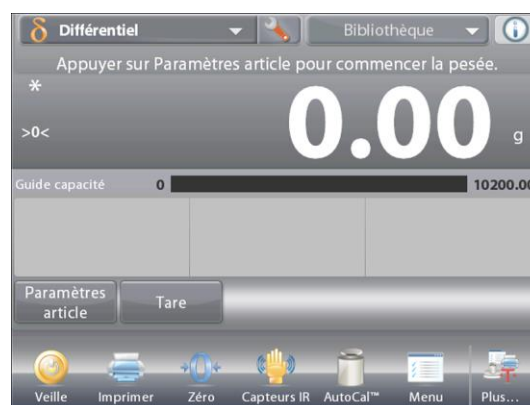 δ Différentiel Bibliothèque
Appuyer sur Paramètres article pour commencer la pesée.
*
>0< 0.00 g
Guide capacité 0 10200.00
Paramètres
article
Tare
Veille Imprimer Zéro Capteurs IR AutoCal™ Menu Plus...